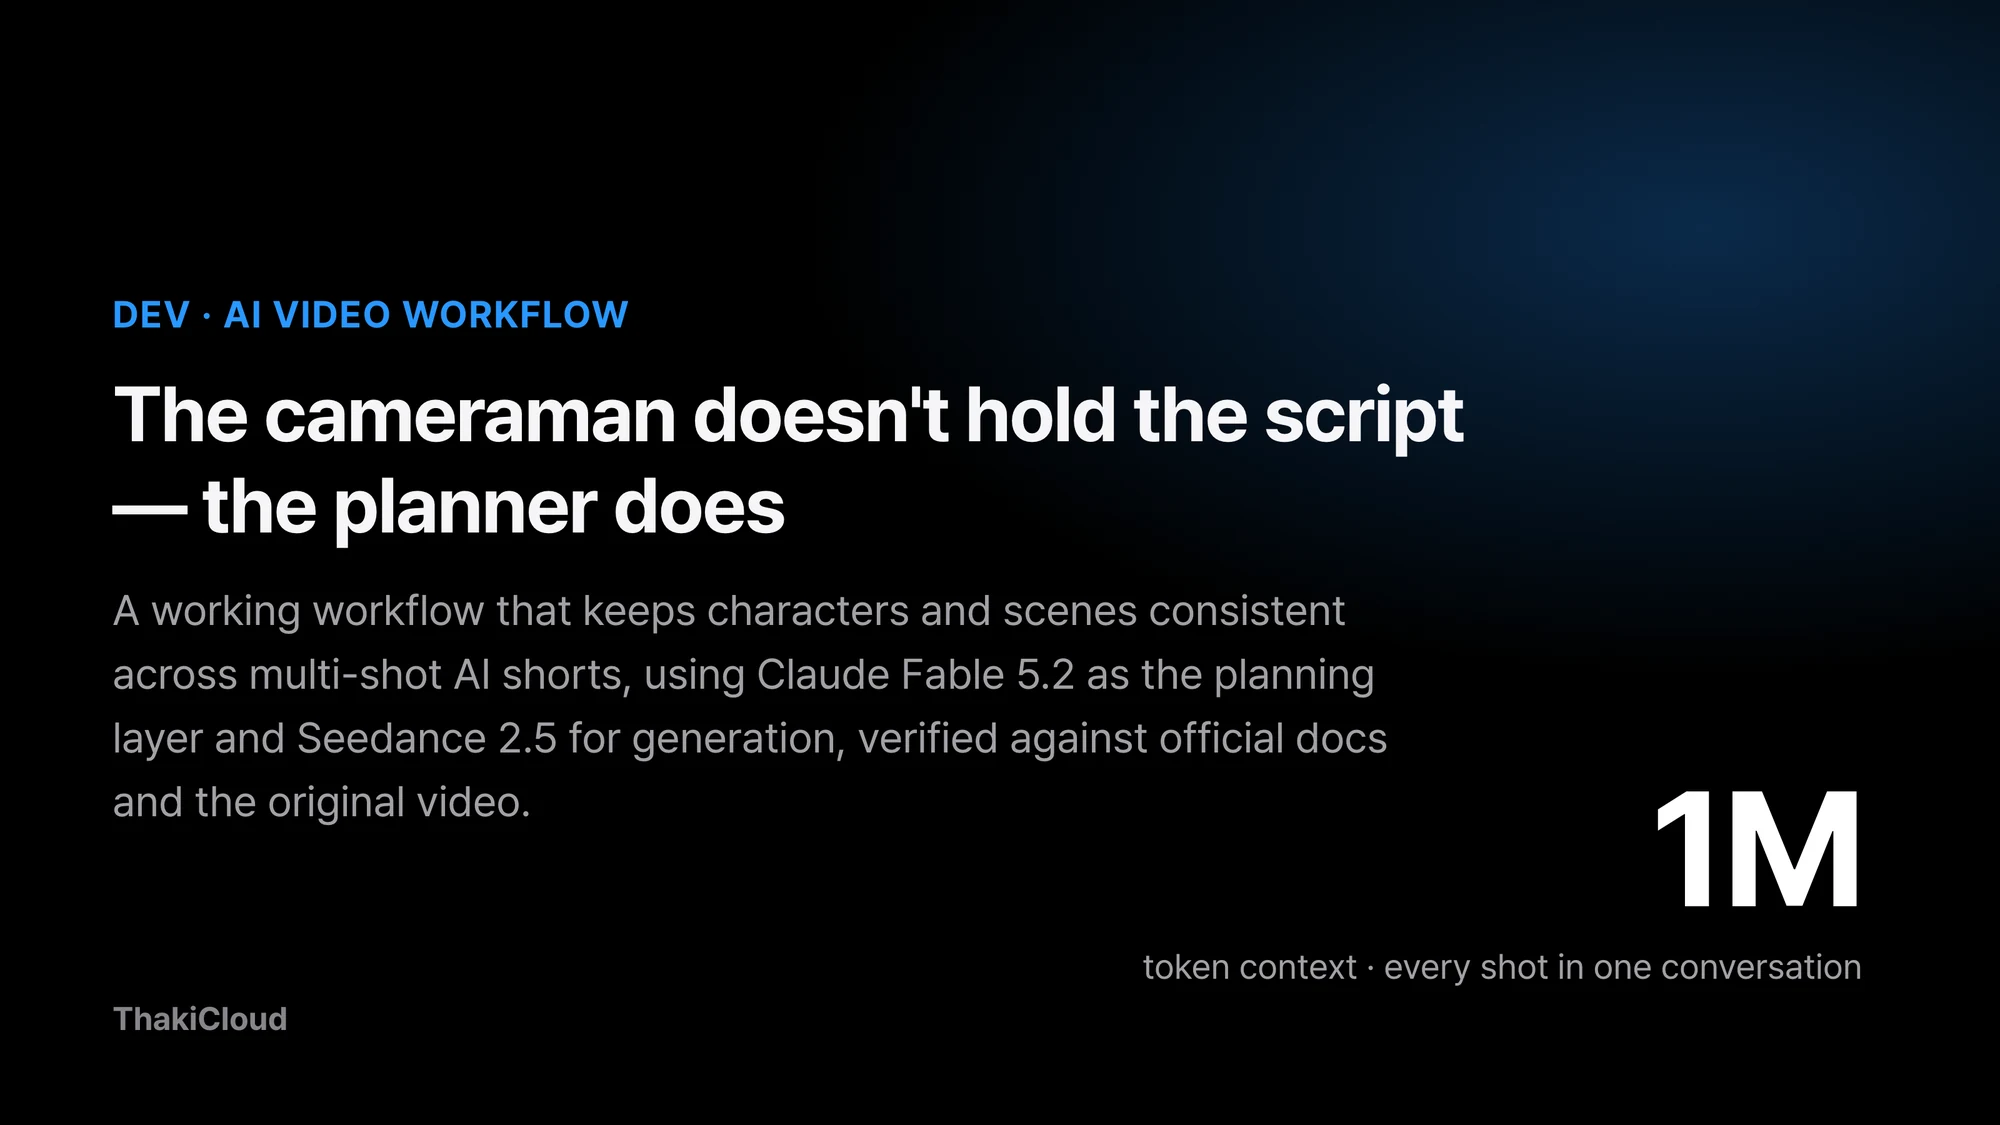 DEV · AI VIDEO WORKFLOW
The cameraman doesn't hold the script
— the planner does
A working workflow that keeps characters and scenes consistent
across multi-shot AI shorts, using Claude Fable 5.2 as the planning
layer and Seedance 2.5 for generation, verified against official docs
and the original video.
1M
token context · every shot in one conversation
ThakiCloud